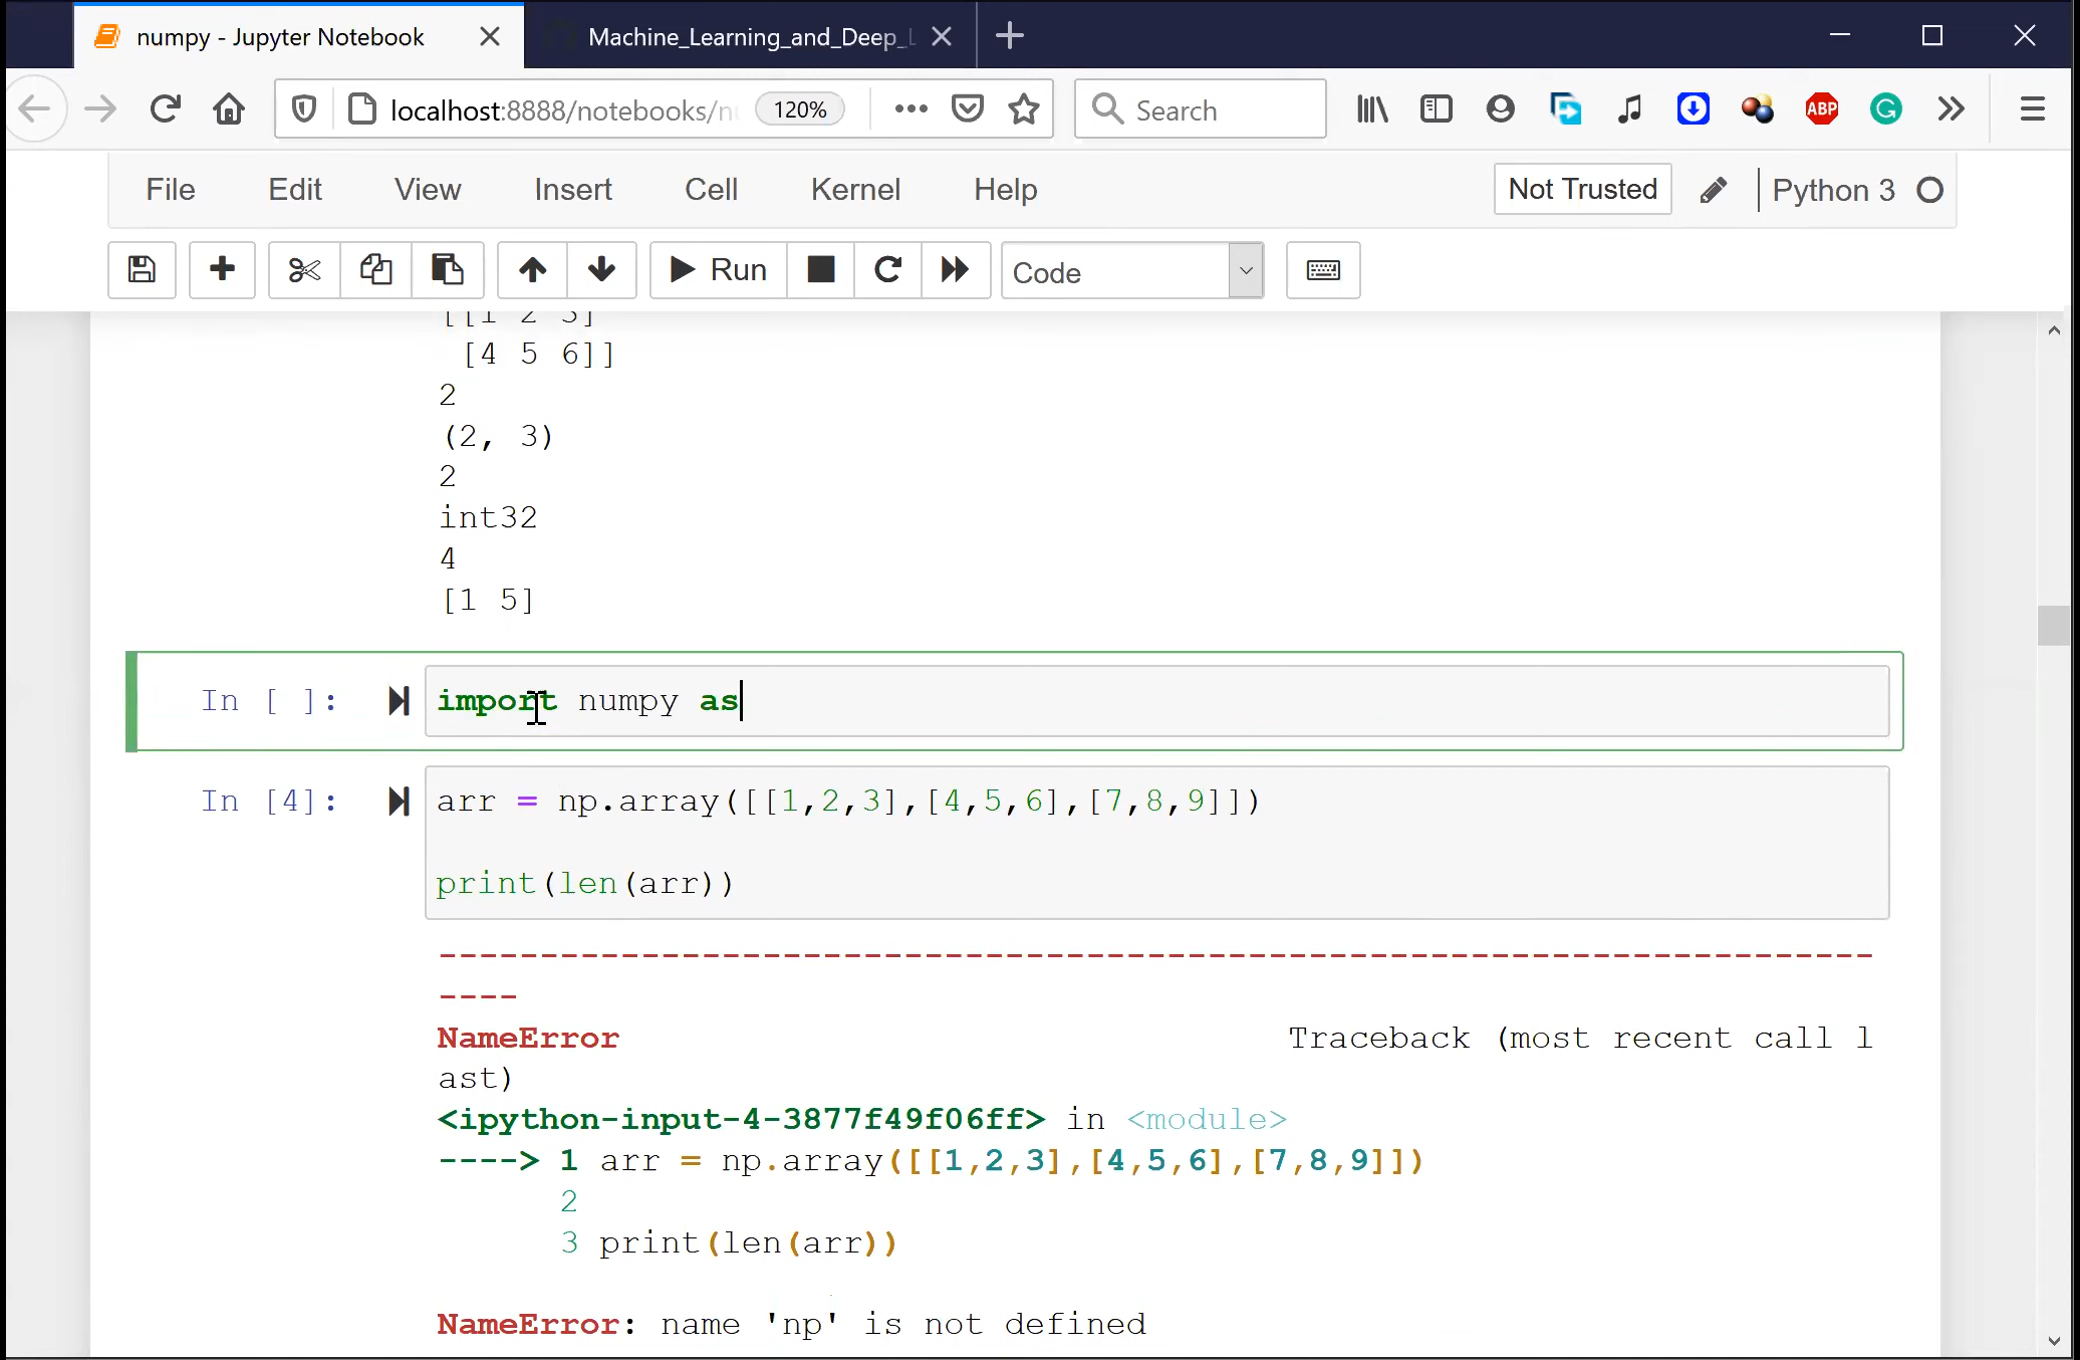 numpy - Jupyter Notebook
Machine_Learning_and_Deep_L
localhost:8888/notebooks/n
120%
Search
ABP
File Edit View Insert Cell Kernel Help
Not Trusted
Python 3
Run
Code
[[1 2 3]
[4 5 6]]
2
(2, 3)
2
int32
4
[1 5]
In [ ]: import numpy as
In [4]: arr = np.array([[1,2,3],[4,5,6],[7,8,9]])
print(len(arr))
-----------------------------------------------------------------------
----
NameError Traceback (most recent call l
ast)
<ipython-input-4-3877f49f06ff> in <module>
----> 1 arr = np.array([[1,2,3],[4,5,6],[7,8,9]])
2
3 print(len(arr))
NameError: name 'np' is not defined